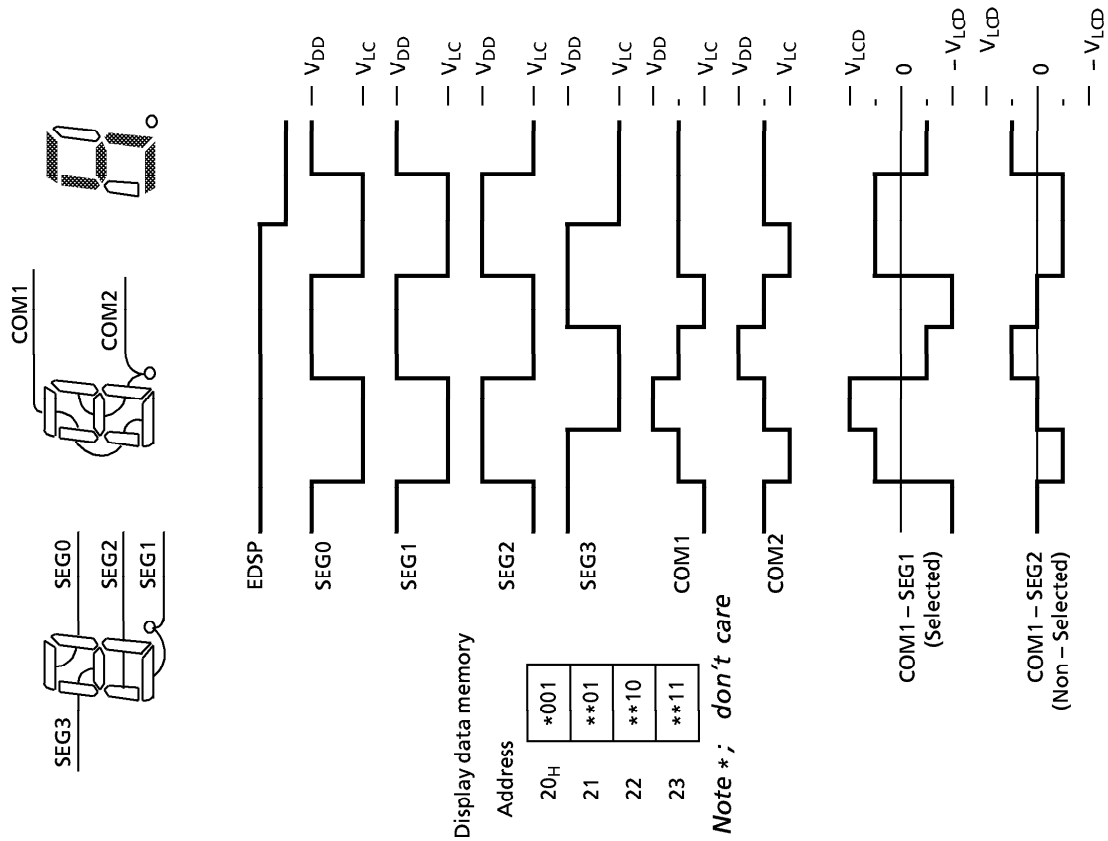 COM1
COM2
SEG3
SEG0
SEG2
SEG1
EDSP
SEG0
VDD
VLC
SEG1
VDD
VLC
SEG2
VDD
VLC
SEG3
VDD
VLC
COM1
VDD
VLC
COM2
VDD
VLC
COM1 – SEG1
(Selected)
VLCD
0
– VLCD
COM1 – SEG2
(Non – Selected)
VLCD
0
– VLCD
Display data memory
Address
20H *001
21 **01
22 **10
23 **11
Note *; don't care